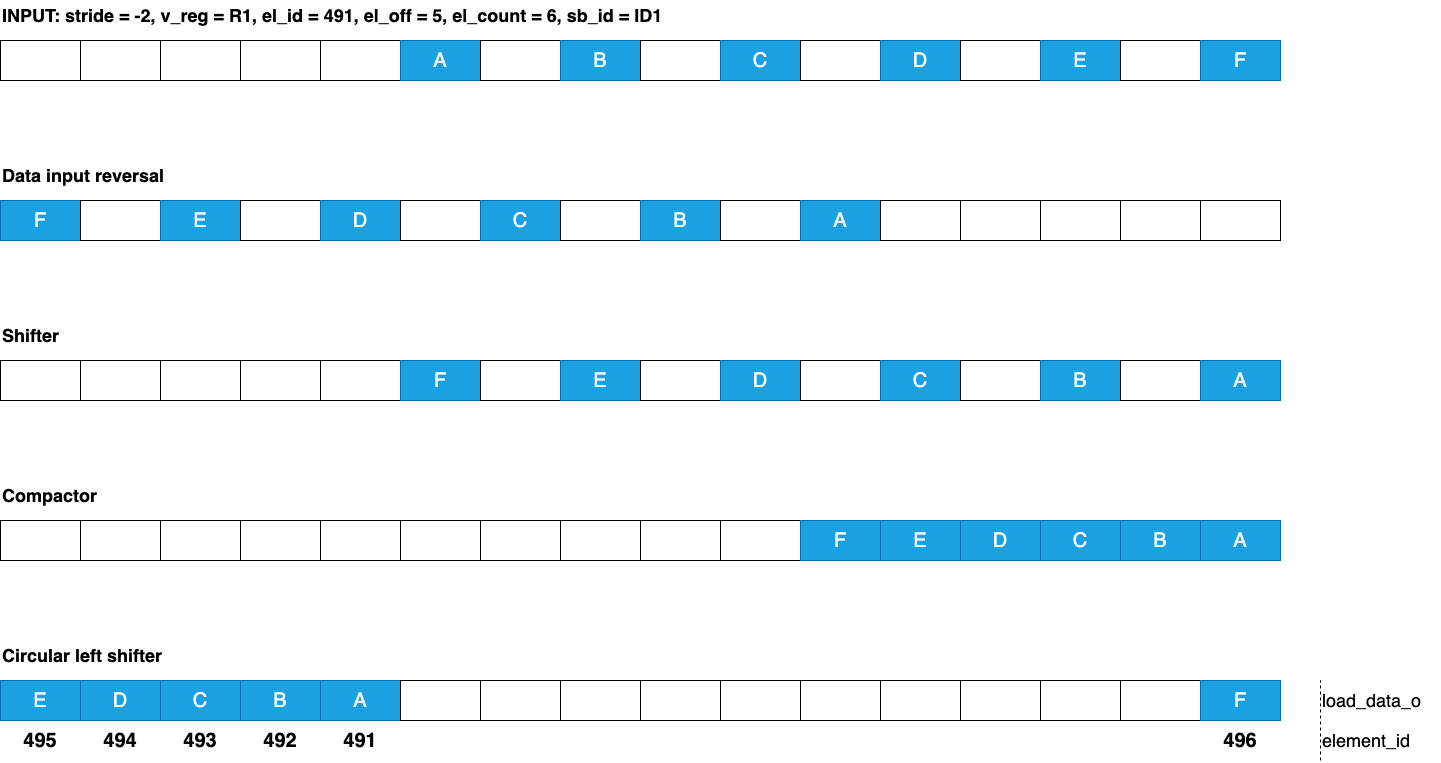 INPUT: stride = -2, v_reg = R1, el_id = 491, el_off = 5, el_count = 6, sb_id = ID1
A B C D E F
Data input reversal
F E D C B A
Shifter
F E D C B A
Compactor
F E D C B A
Circular left shifter
E D C B A F load_data_o
495 494 493 492 491 496 element_id